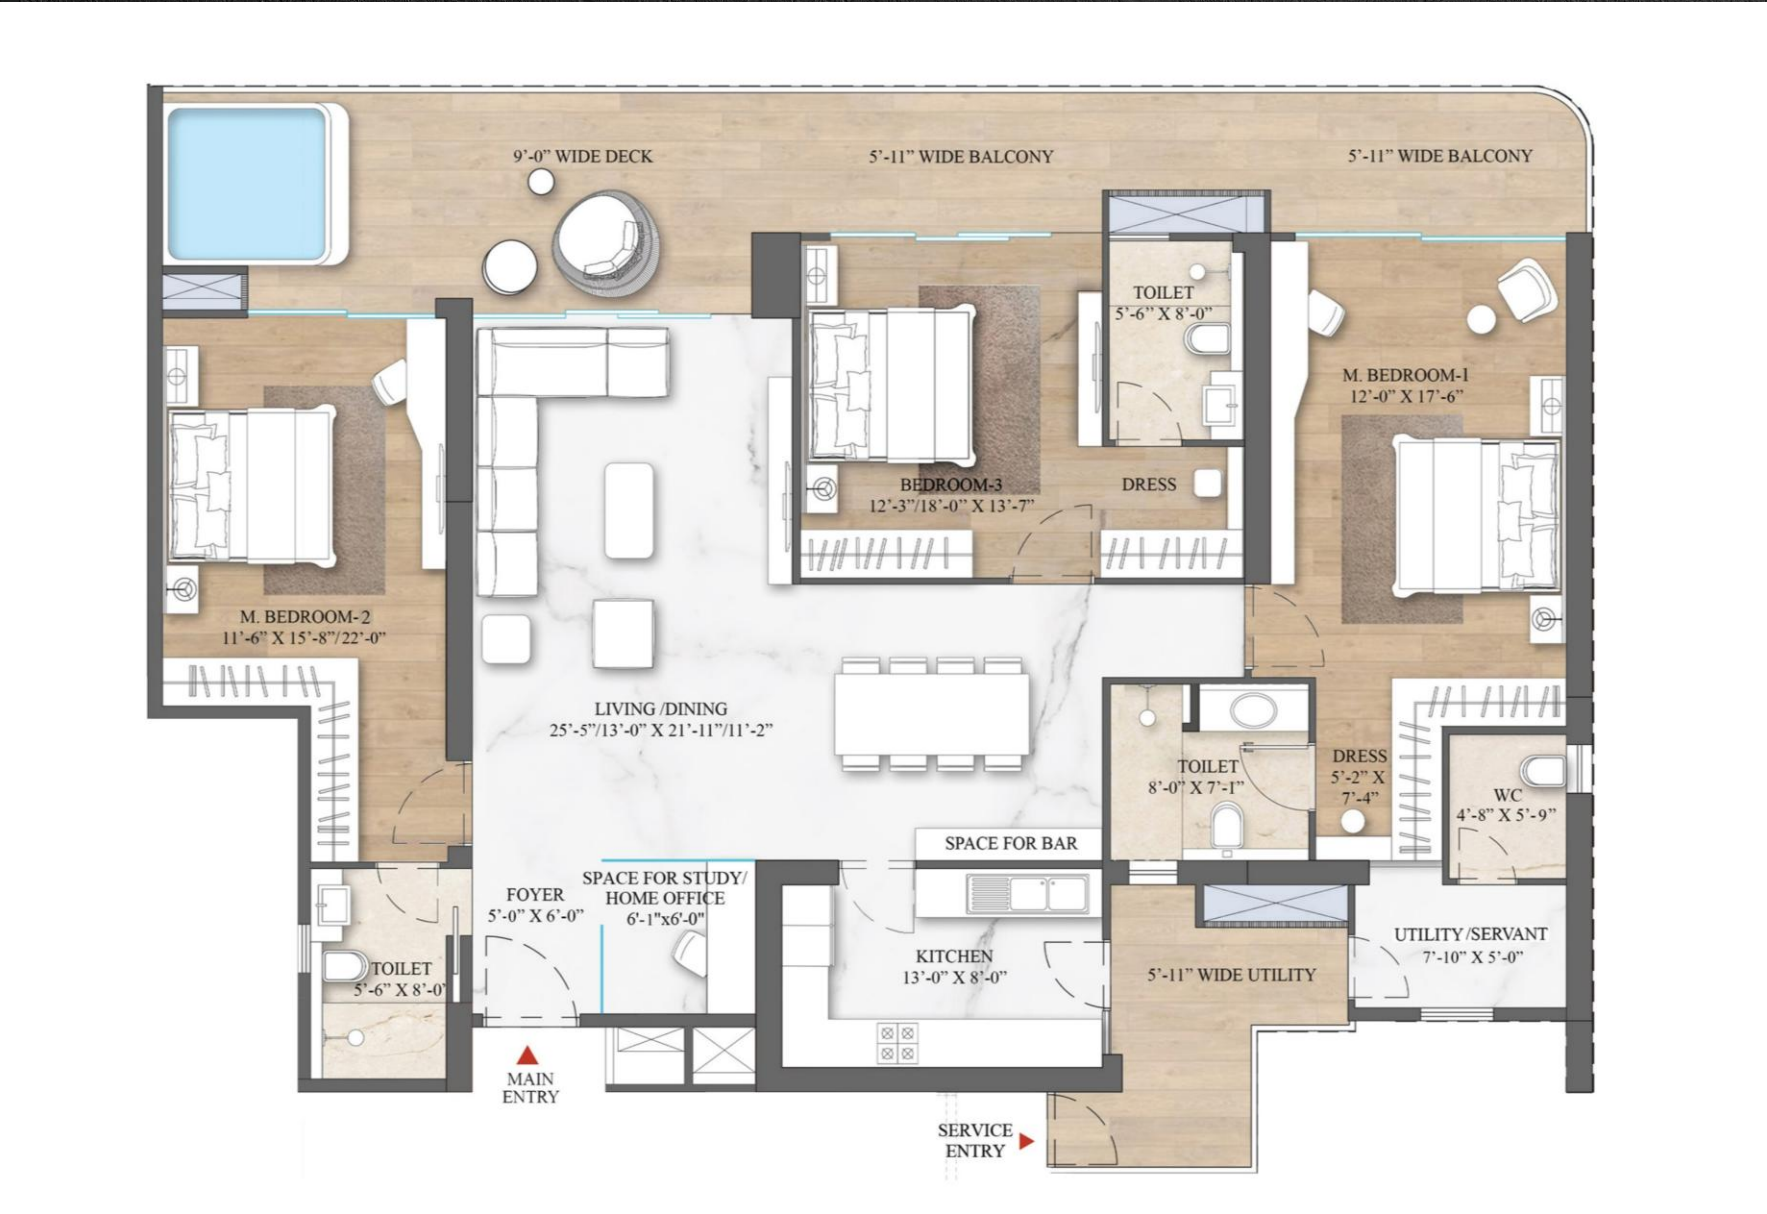 9'-0" WIDE DECK
5'-11" WIDE BALCONY
5'-11" WIDE BALCONY
TOILET
5'-6" X 8'-0"
M. BEDROOM-1
12'-0" X 17'-6"
BEDROOM-3
12'-3"/18'-0" X 13'-7"
DRESS
M. BEDROOM-2
11'-6" X 15'-8"/22'-0"
LIVING /DINING
25'-5"/13'-0" X 21'-11"/11'-2"
TOILET
8'-0" X 7'-1"
DRESS
5'-2" X
7'-4"
WC
4'-8" X 5'-9"
SPACE FOR BAR
FOYER
5'-0" X 6'-0"
SPACE FOR STUDY/
HOME OFFICE
6'-1"x6'-0"
TOILET
5'-6" X 8'-0"
KITCHEN
13'-0" X 8'-0"
5'-11" WIDE UTILITY
UTILITY/SERVANT
7'-10" X 5'-0"
MAIN
ENTRY
SERVICE
ENTRY